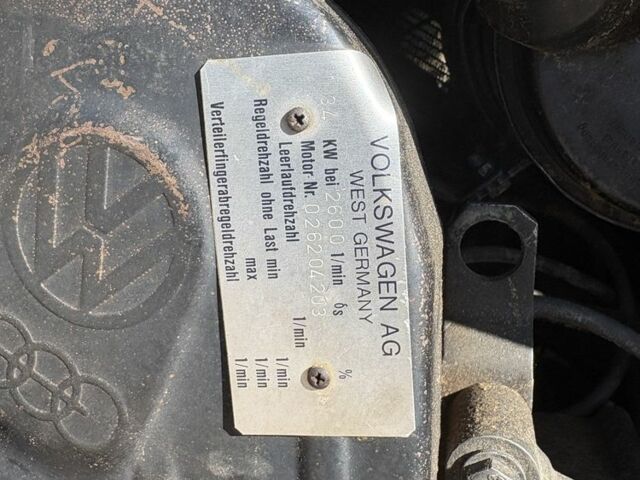 VOLKSWAGEN AG
WEST GERMANY
34 KW bei 2600 1/min δs %
Motor-Nr. 026204203
Leerlaufdrehzahl 1/min
Regeldrehzahl ohne Last min 1/min
max 1/min
Verteilerfingerabregeldrehzahl 1/min